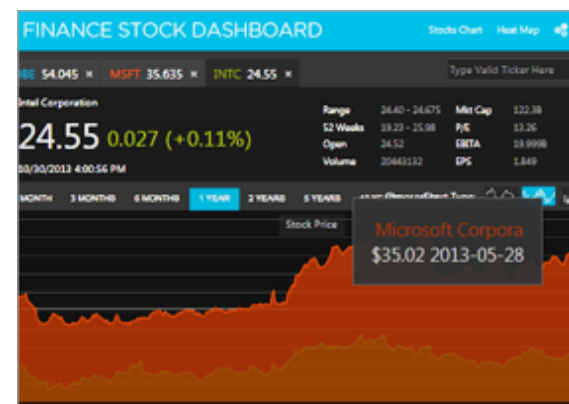 FINANCE STOCK DASHBOARD
Stocks Chart Heat Map
BE 54.045 × MSFT 35.635 × INTC 24.55 ×
Type Valid Ticker Here
Intel Corporation
24.55 0.027 (+0.11%)
10/30/2013 4:00:56 PM
Range 24.40 - 24.675 Mkt Cap 122.3B
52 Weeks 19.23 - 25.98 P/E 13.26
Open 24.52 EBITA 19.999B
Volume 20443132 EPS 1.849
MONTH 3 MONTHS 6 MONTHS 1 YEAR 2 YEARS 5 YEARS Type:
Stock Price
Microsoft Corpora
$35.02 2013-05-28